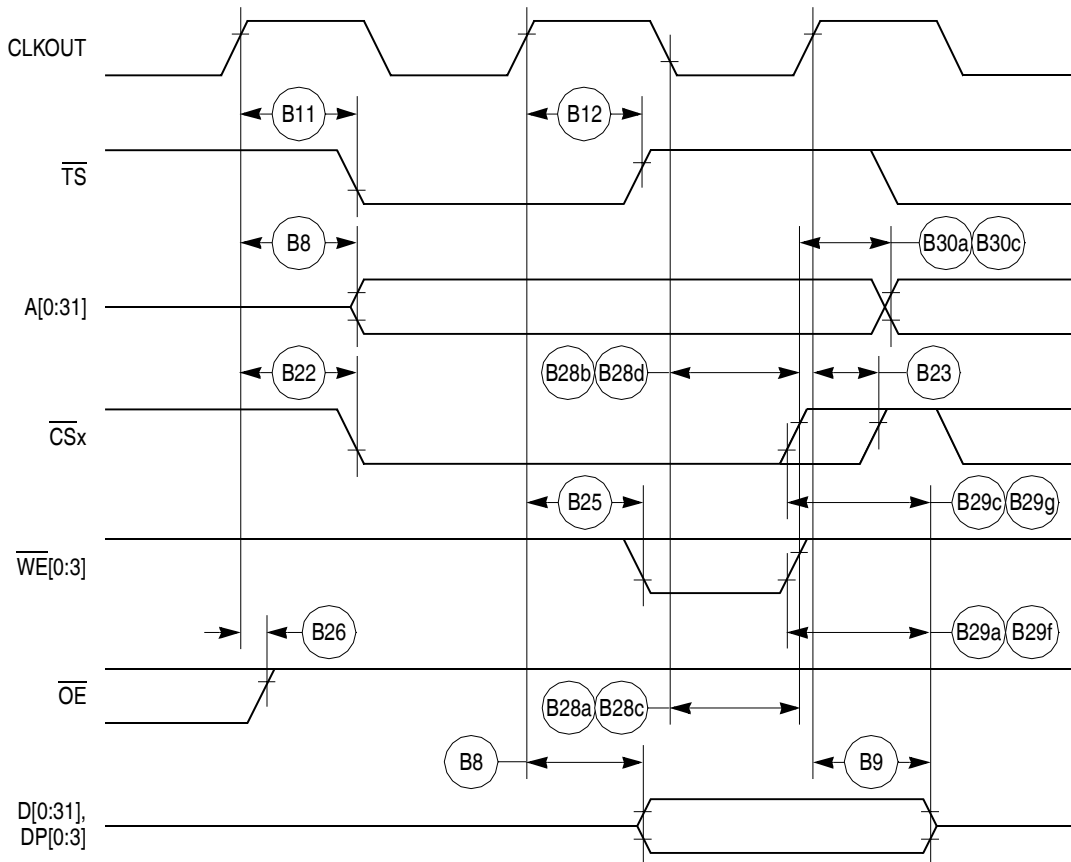 CLKOUT
B11
B12
TS
B8
B30a B30c
A[0:31]
B22
B28b B28d
B23
CSx
B25
B29c B29g
WE[0:3]
B26
B29a B29f
OE
B28a B28c
B8
B9
D[0:31],
DP[0:3]